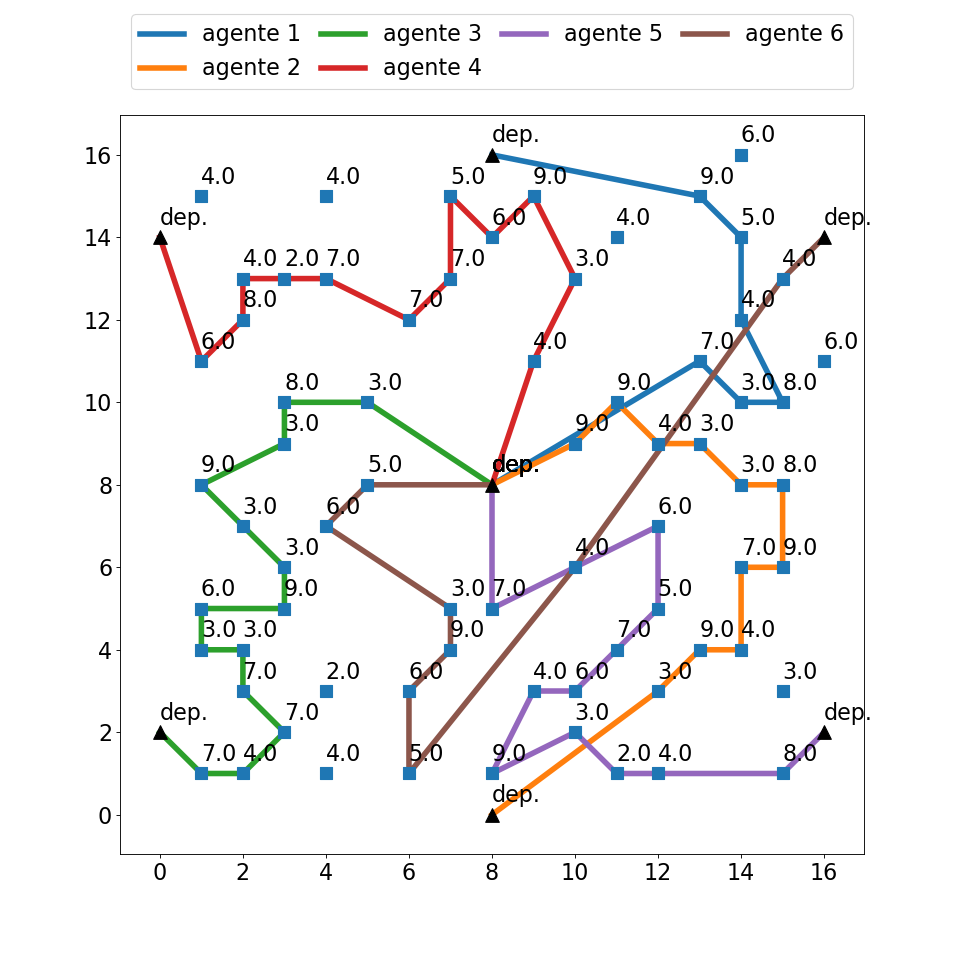 agente 1 agente 3 agente 5 agente 6
agente 2 agente 4
dep. 6.0
4.0 4.0 5.0 9.0 9.0
dep. 6.0 4.0 5.0 dep.
4.0 2.0 7.0 7.0 3.0 4.0
8.0 7.0 4.0
6.0 4.0 7.0 6.0
8.0 3.0 9.0 3.0 8.0
3.0 9.0 4.0 3.0
9.0 5.0 dep. 3.0 8.0
3.0 6.0 6.0
3.0 4.0 7.0 9.0
6.0 9.0 3.0 7.0 5.0
3.0 3.0 9.0 7.0 9.0 4.0
7.0 2.0 6.0 4.0 6.0 3.0 3.0
dep. 7.0 3.0 dep.
7.0 4.0 4.0 5.0 9.0 2.0 4.0 8.0
dep.
16
14
12
10
8
6
4
2
0
0 2 4 6 8 10 12 14 16